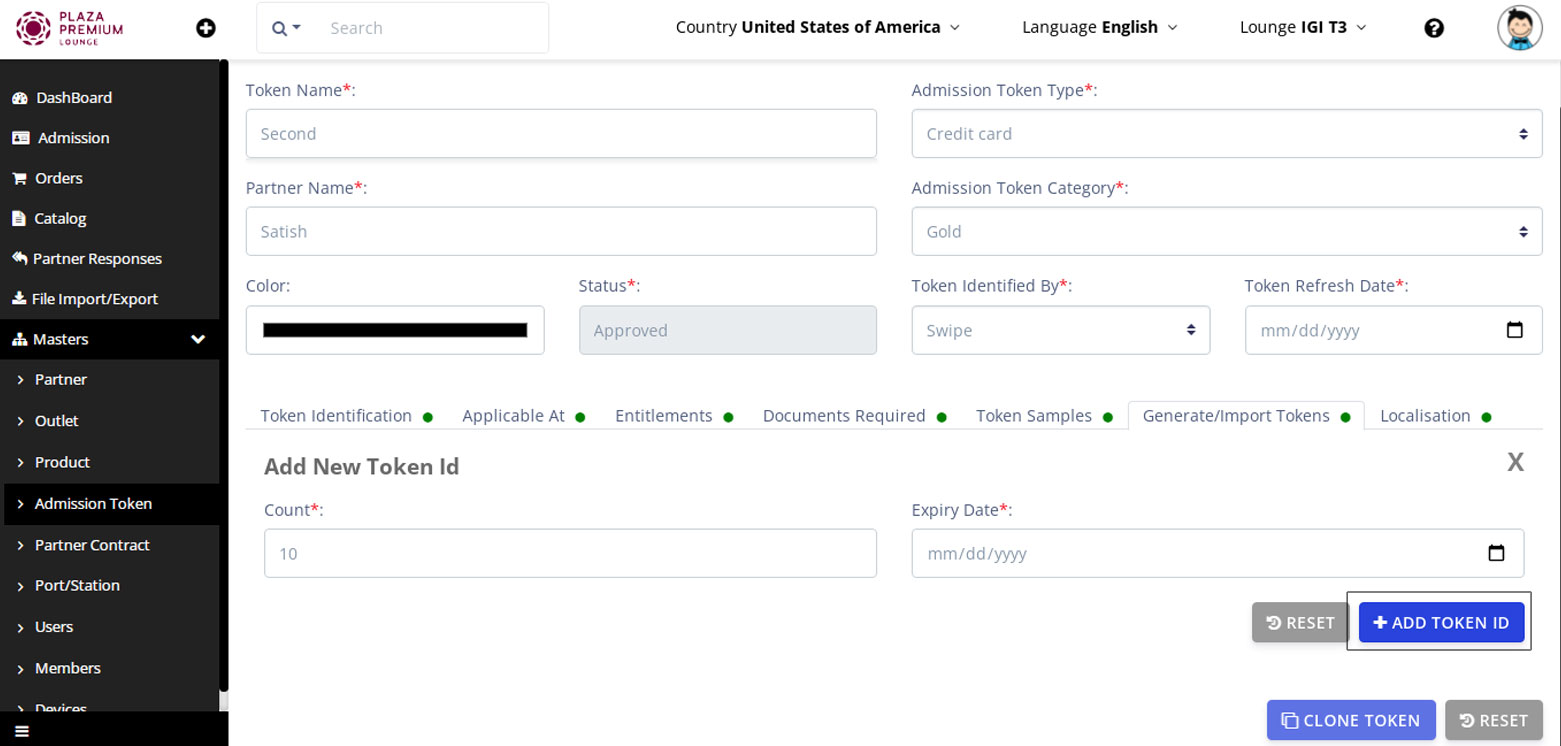 PLAZA
PREMIUM
LOUNGE
Search
Country United States of America
Language English
Lounge IGI T3
DashBoard
Admission
Orders
Catalog
Partner Responses
File Import/Export
Masters
Partner
Outlet
Product
Admission Token
Partner Contract
Port/Station
Users
Members
Devices
Token Name*:
Second
Admission Token Type*:
Credit card
Partner Name*:
Satish
Admission Token Category*:
Gold
Color:
Status*:
Approved
Token Identified By*:
Swipe
Token Refresh Date*:
mm/dd/yyyy
Token Identification
Applicable At
Entitlements
Documents Required
Token Samples
Generate/Import Tokens
Localisation
Add New Token Id
X
Count*:
10
Expiry Date*:
mm/dd/yyyy
RESET
ADD TOKEN ID
CLONE TOKEN
RESET